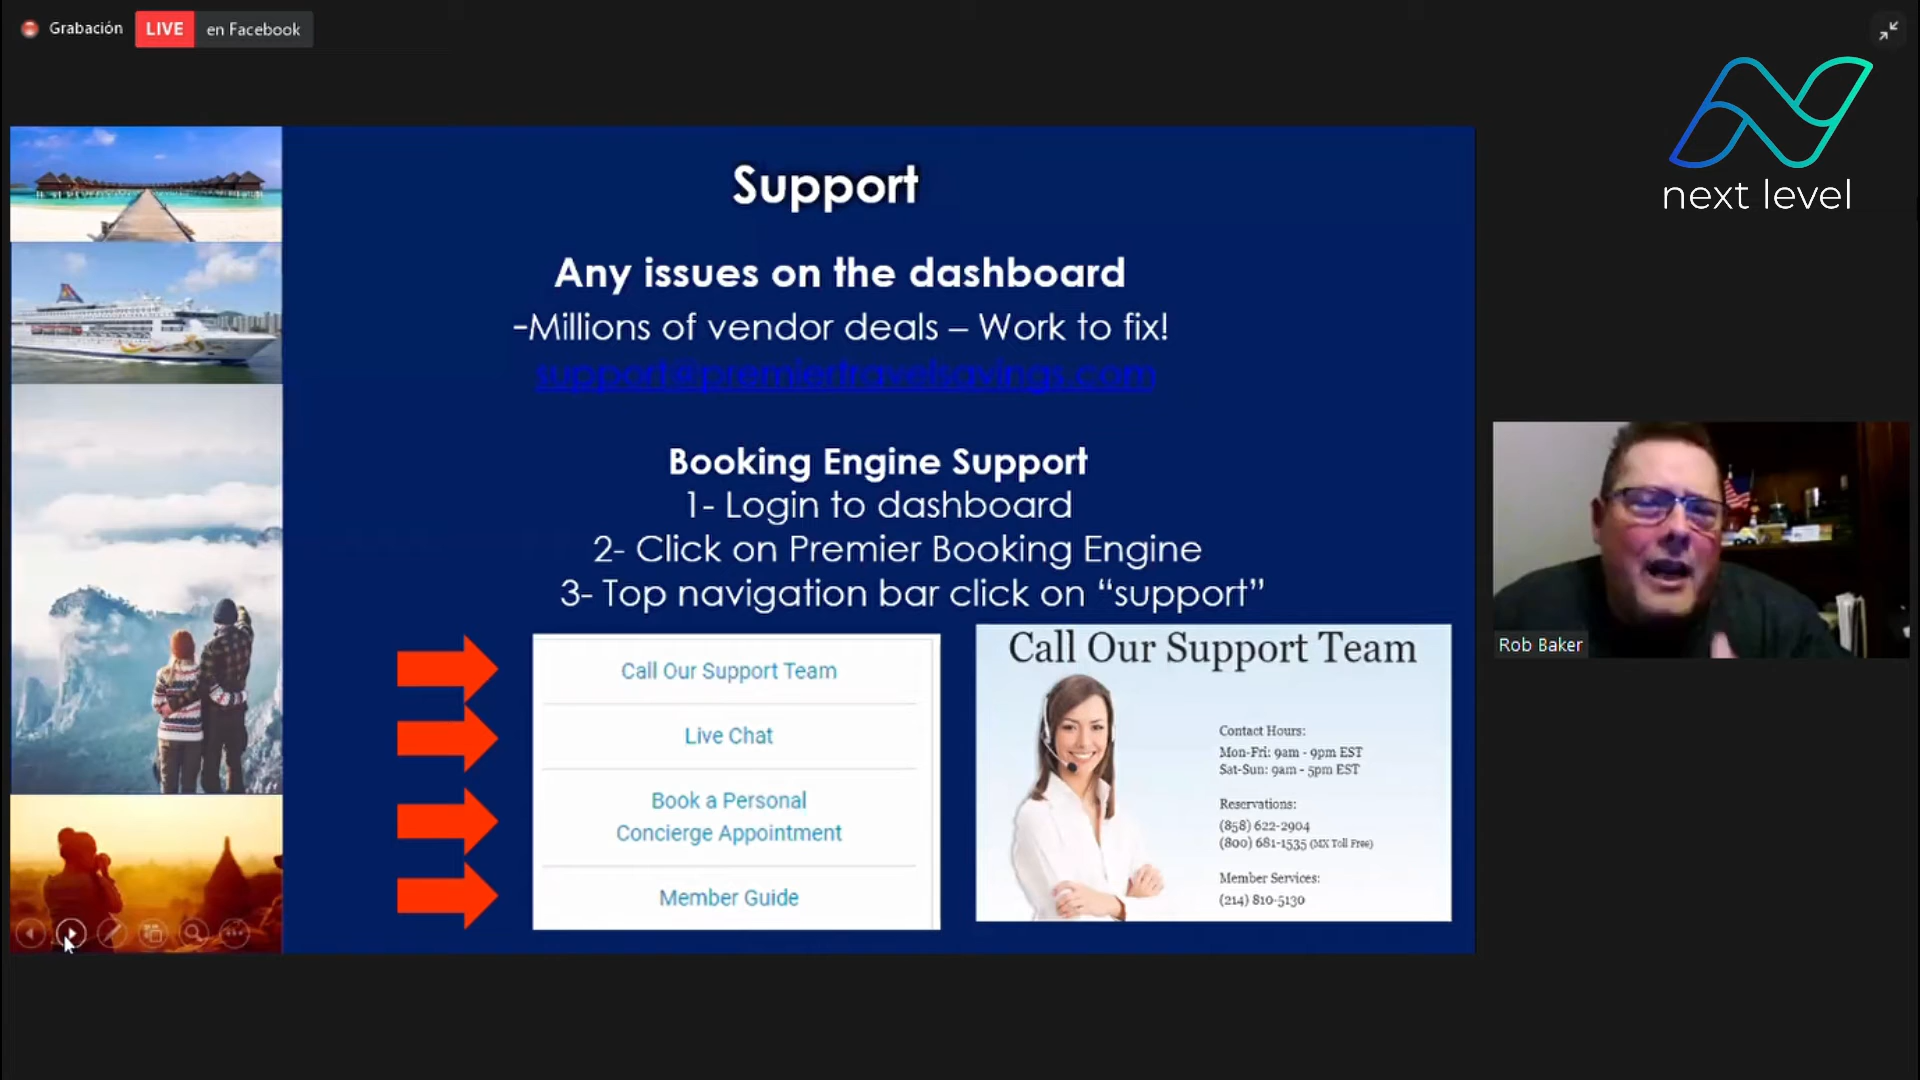 Grabación
LIVE
en Facebook
next level
Support
Any issues on the dashboard
-Millions of vendor deals – Work to fix!
support@premiertravelsavings.com
Booking Engine Support
1- Login to dashboard
2- Click on Premier Booking Engine
3- Top navigation bar click on “support”
Call Our Support Team
Live Chat
Book a Personal
Concierge Appointment
Member Guide
Call Our Support Team
Contact Hours:
Mon-Fri: 9am - 9pm EST
Sat-Sun: 9am - 5pm EST
Reservations:
(858) 622-2904
(800) 681-1535 (MX Toll Free)
Member Services:
(214) 810-5130
Rob Baker